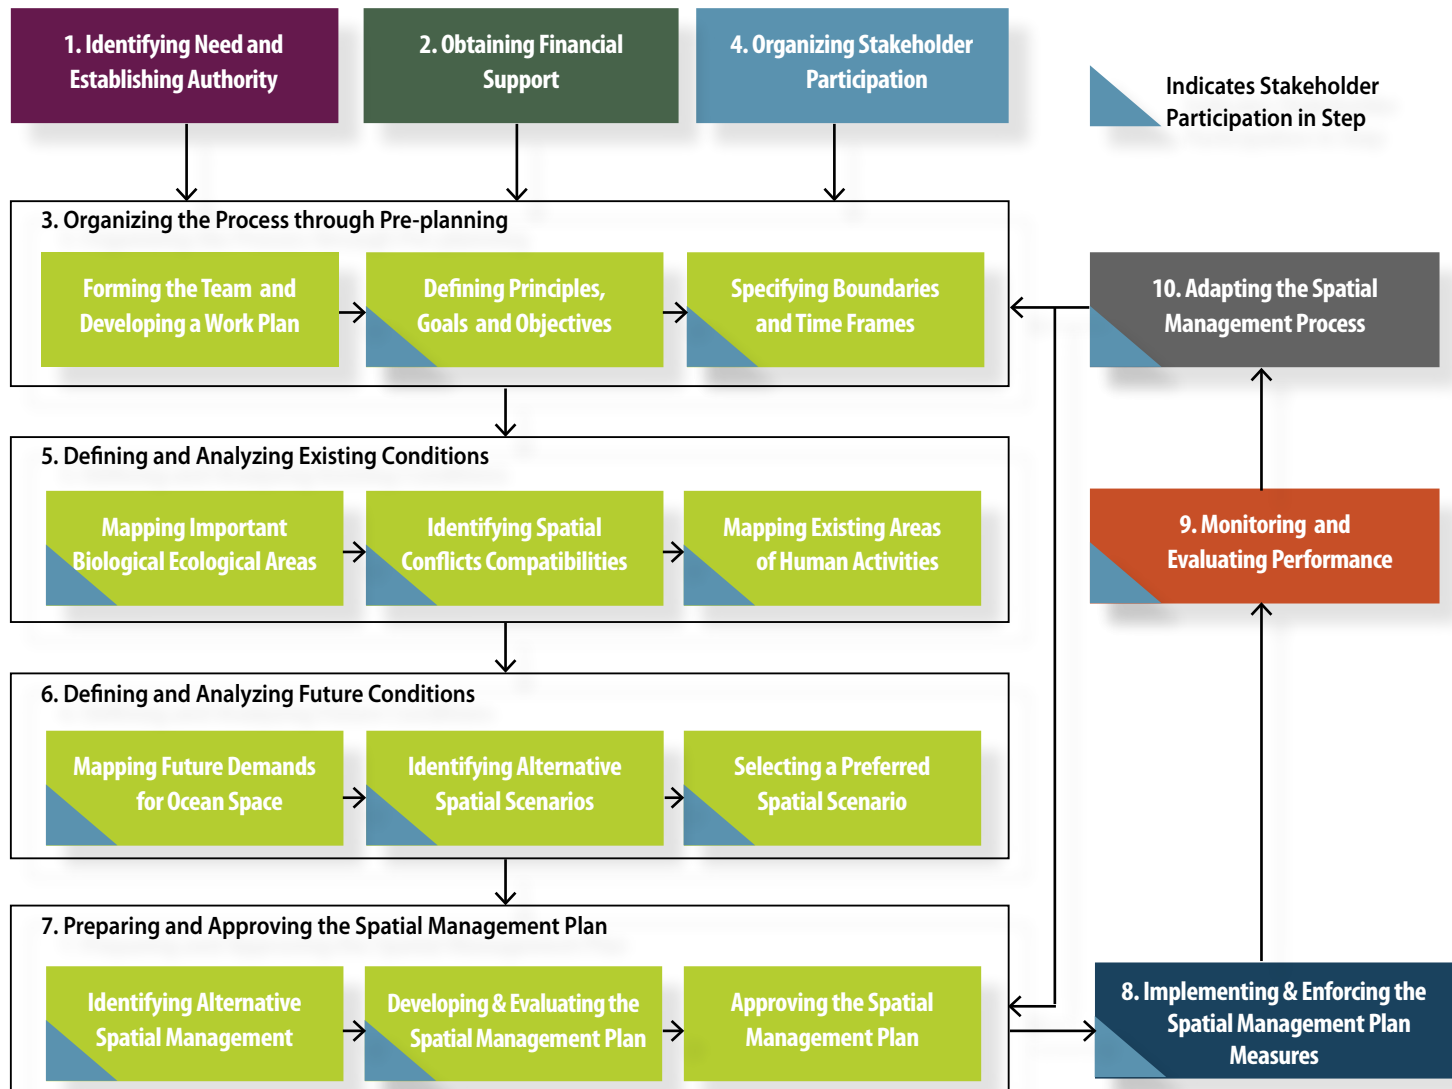 1. Identifying Need and
Establishing Authority
2. Obtaining Financial
Support
4. Organizing Stakeholder
Participation
Indicates Stakeholder
Participation in Step
3. Organizing the Process through Pre-planning
Forming the Team and
Developing a Work Plan
Defining Principles,
Goals and Objectives
Specifying Boundaries
and Time Frames
10. Adapting the Spatial
Management Process
5. Defining and Analyzing Existing Conditions
Mapping Important
Biological Ecological Areas
Identifying Spatial
Conflicts Compatibilities
Mapping Existing Areas
of Human Activities
9. Monitoring and
Evaluating Performance
6. Defining and Analyzing Future Conditions
Mapping Future Demands
for Ocean Space
Identifying Alternative
Spatial Scenarios
Selecting a Preferred
Spatial Scenario
7. Preparing and Approving the Spatial Management Plan
Identifying Alternative
Spatial Management
Developing & Evaluating the
Spatial Management Plan
Approving the Spatial
Management Plan
8. Implementing & Enforcing the
Spatial Management Plan
Measures